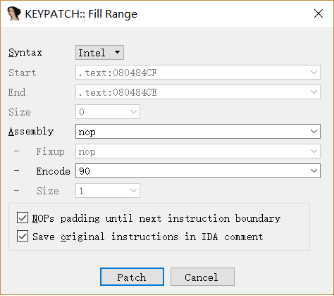 KEYPATCH:: Fill Range
Syntax Intel
Start .text:080484CF
End .text:080484CE
Size 0
Assembly nop
- Fixup nop
- Encode 90
- Size 1
NOPs padding until next instruction boundary
Save original instructions in IDA comment
Patch Cancel